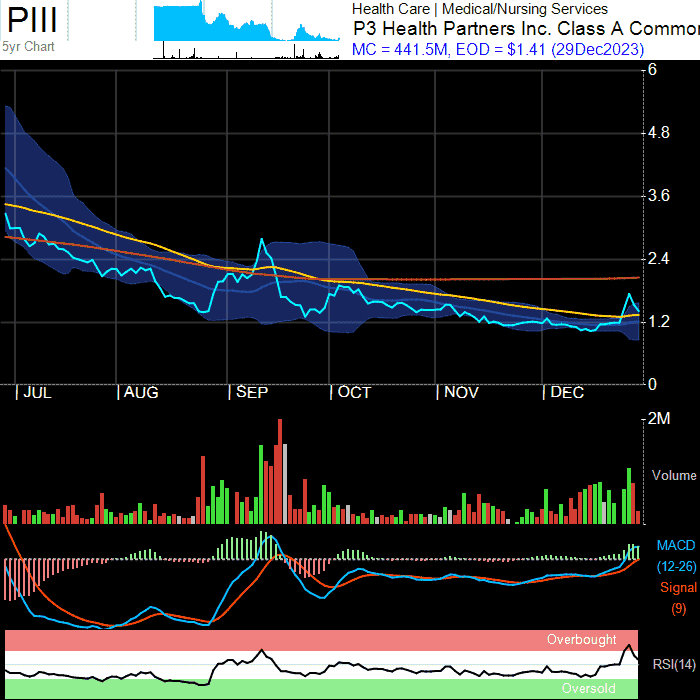 PIII
5yr Chart
Health Care | Medical/Nursing Services
P3 Health Partners Inc. Class A Common
MC = 441.5M, EOD = $1.41 (29Dec2023)
6
4.8
3.6
2.4
1.2
0
JUL AUG SEP OCT NOV DEC
2M
Volume
MACD
(12-26)
Signal
(9)
Overbought
RSI(14)
Oversold